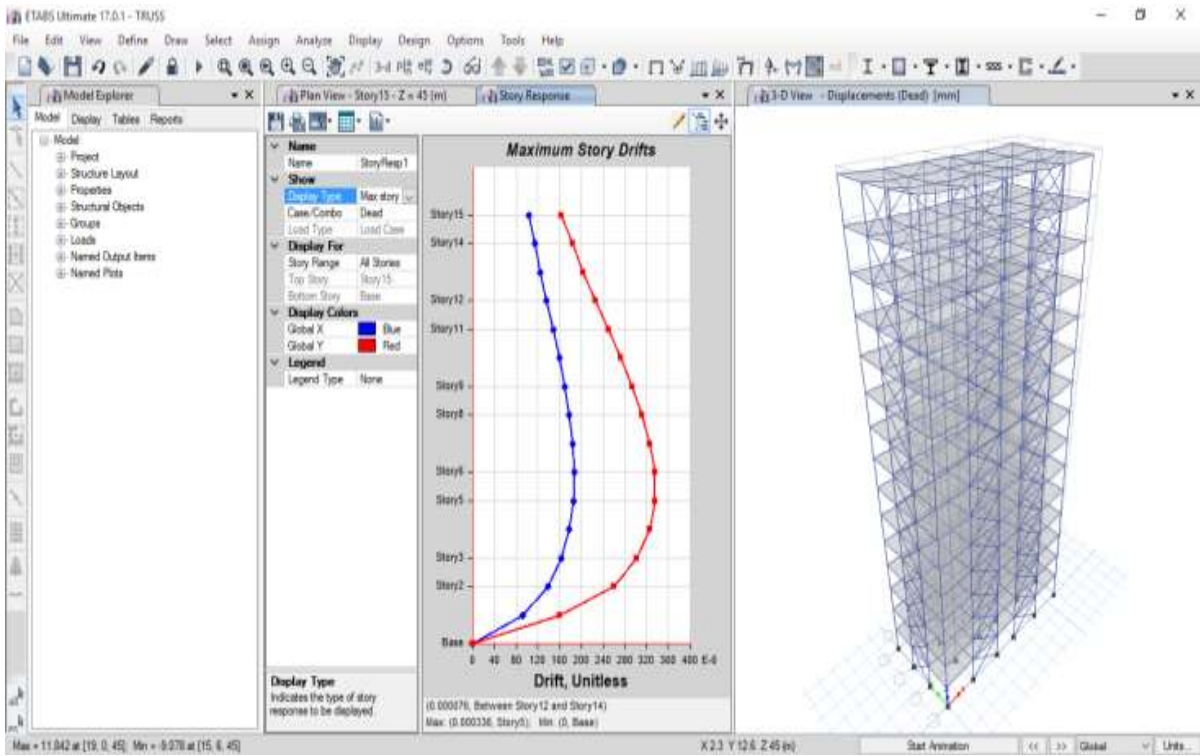 ETABS Ultimate 17.0.1 - TRUSS
File Edit View Define Draw Select Assign Analyze Display Design Options Tools Help
Model Explorer
Model Display Tables Reports
Model
Project
Structure Layout
Properties
Structural Objects
Groups
Loads
Named Output Items
Named Plots
Plan View - Story15 - Z = 45 (m)
Story Response
Name
Name StoryResp1
Show
Display Type Max story
Case/Combo Dead
Load Type Load Case
Display For
Story Range All Stories
Top Story Story15
Bottom Story Base
Display Colors
Global X Blue
Global Y Red
Legend
Legend Type None
Display Type
Indicates the type of story response to be displayed
Maximum Story Drifts
Story15
Story14
Story12
Story11
Story9
Story8
Story6
Story5
Story3
Story2
Base
0 40 80 120 160 200 240 280 320 360 400 E-6
Drift, Unitless
(0.000076, Between Story12 and Story14)
Max: (0.000336, Story5); Min: (0, Base)
3-D View - Displacements (Dead) [mm]
Max = 11.842 at [19, 0, 45]; Min = -9.978 at [15, 6, 45]
X 2.3 Y 12.6 Z 45 (m)
Start Animation << >> Global Units...